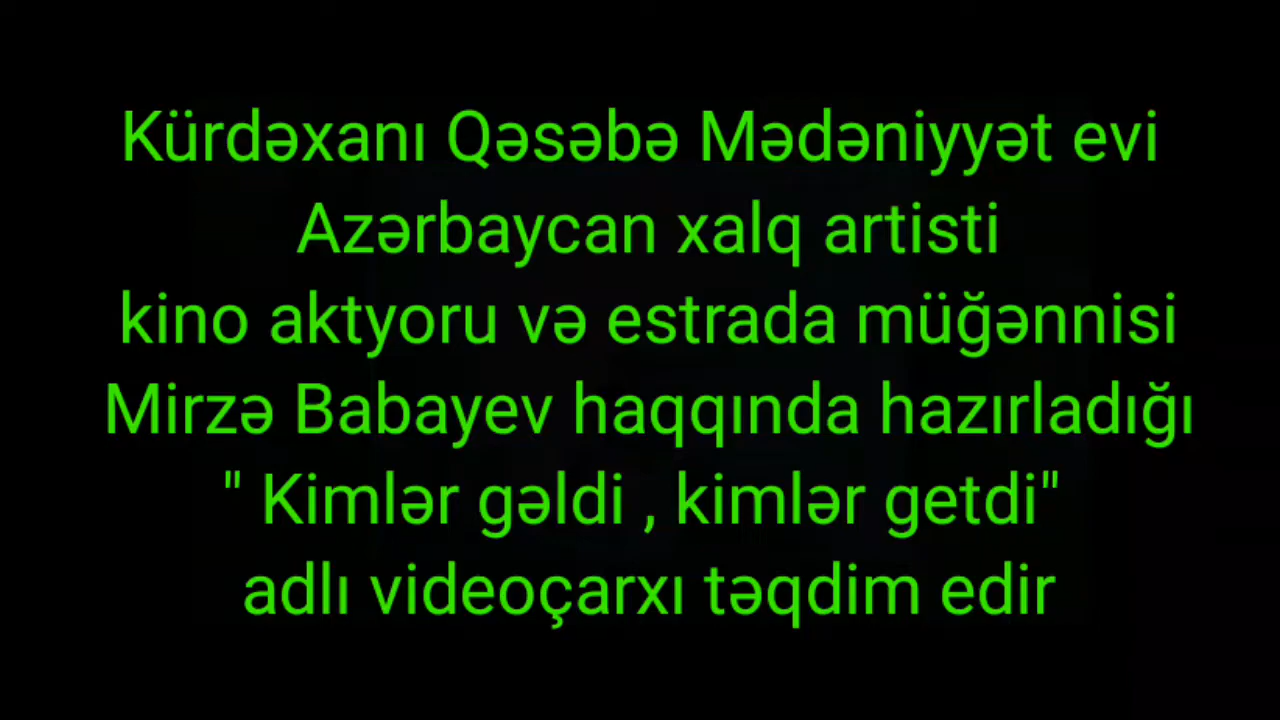 Kürdəxanı Qəsəbə Mədəniyyət evi
Azərbaycan xalq artisti
kino aktyoru və estrada müğənnisi
Mirzə Babayev haqqında hazırladığı
" Kimlər gəldi , kimlər getdi"
adlı videoçarxı təqdim edir